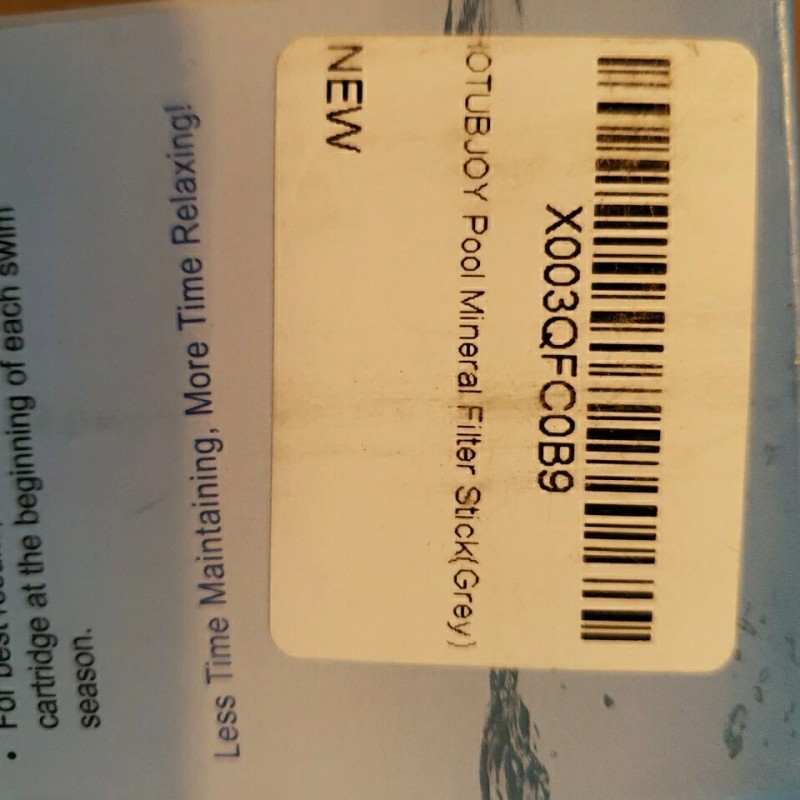 X003QFC0B9
HOTUBJOY Pool Mineral Filter Stick(Grey)
NEW
Less Time Maintaining, More Time Relaxing!
• For best
cartridge at the beginning of each swim
season.